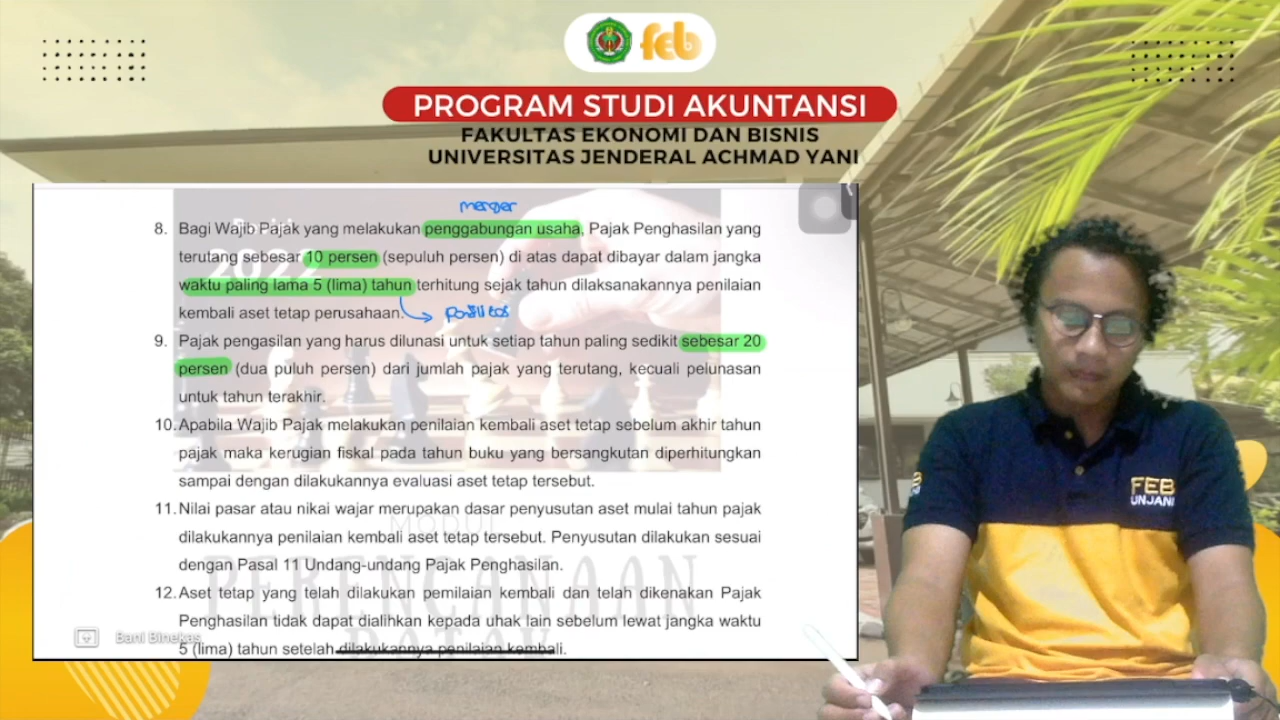 feb
PROGRAM STUDI AKUNTANSI
FAKULTAS EKONOMI DAN BISNIS
UNIVERSITAS JENDERAL ACHMAD YANI
merger
8. Bagi Wajib Pajak yang melakukan penggabungan usaha, Pajak Penghasilan yang
terutang sebesar 10 persen (sepuluh persen) di atas dapat dibayar dalam jangka
waktu paling lama 5 (lima) tahun terhitung sejak tahun dilaksanakannya penilaian
kembali aset tetap perusahaan.
9. Pajak pengasilan yang harus dilunasi untuk setiap tahun paling sedikit sebesar 20
persen (dua puluh persen) dari jumlah pajak yang terutang, kecuali pelunasan
untuk tahun terakhir.
10. Apabila Wajib Pajak melakukan penilaian kembali aset tetap sebelum akhir tahun
pajak maka kerugian fiskal pada tahun buku yang bersangkutan diperhitungkan
sampai dengan dilakukannya evaluasi aset tetap tersebut.
11. Nilai pasar atau nikai wajar merupakan dasar penyusutan aset mulai tahun pajak
dilakukannya penilaian kembali aset tetap tersebut. Penyusutan dilakukan sesuai
dengan Pasal 11 Undang-undang Pajak Penghasilan.
12. Aset tetap yang telah dilakukan pemilaian kembali dan telah dikenakan Pajak
Penghasilan tidak dapat dialihkan kepada uhak lain sebelum lewat jangka waktu
5 (lima) tahun setelah dilakukannya penilaian kembali.
2022
MODUL
PERENCANAAN
PAJAK
Bani Binekas
FEB
UNJANI